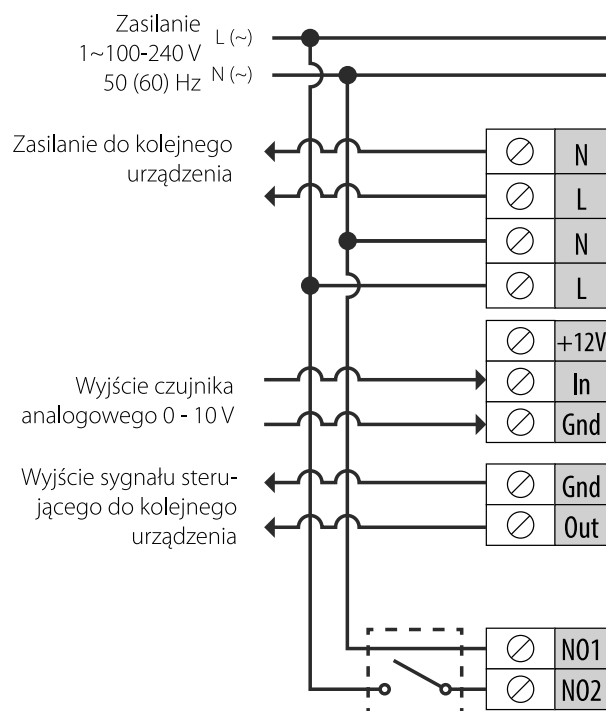 Zasilanie
1~100-240 V
50 (60) Hz
L (~)
N (~)
Zasilanie do kolejnego
urządzenia
N
L
N
L
+12V
In
Gnd
Wyjście czujnika
analogowego 0 - 10 V
Gnd
Out
Wyjście sygnału steru-
jącego do kolejnego
urządzenia
NO1
NO2